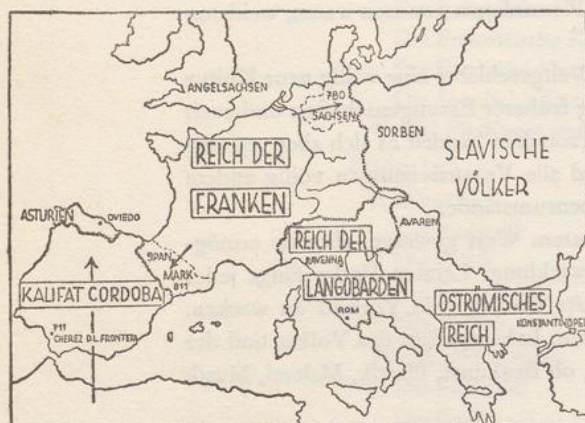 ANGELSACHSEN
780
SACHSEN
SORBEN
SLAVISCHE
VÖLKER
REICH DER
FRANKEN
ASTURIEN
OVIEDO
SPAN.
MARK
811
AVAREN
REICH DER
RAVENNA
LANGOBARDEN
ROM
KALIFAT CORDOBA
711
CHEREZ D.L. FRONTERA
OSTRÖMISCHES
REICH
KONSTANTINOPEL